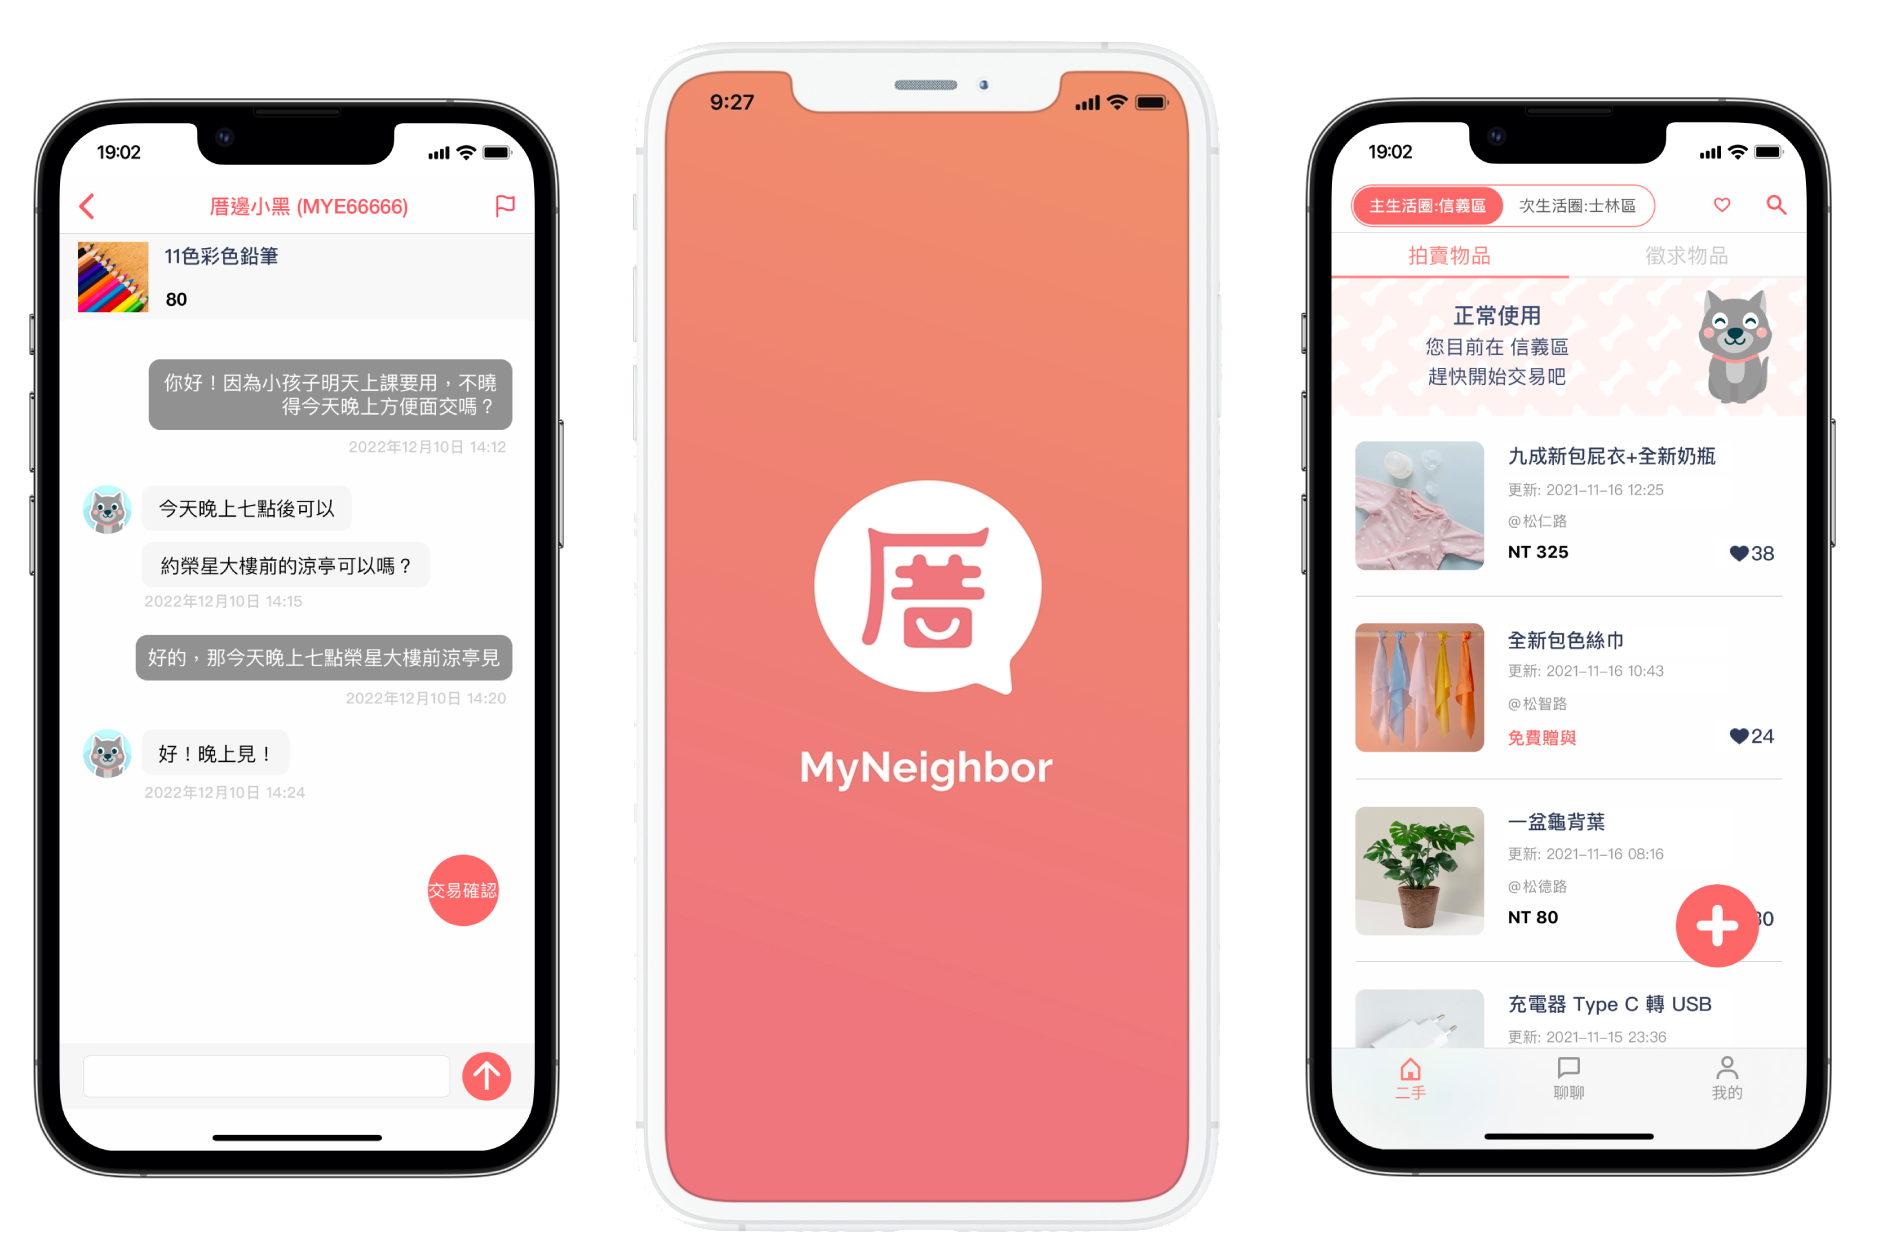 19:02
厝邊小黑 (MYE66666)
11色彩色鉛筆
80
你好！因為小孩子明天上課要用，不曉
得今天晚上方便面交嗎？
2022年12月10日 14:12
今天晚上七點後可以
約榮星大樓前的涼亭可以嗎？
2022年12月10日 14:15
好的，那今天晚上七點榮星大樓前涼亭見
2022年12月10日 14:20
好！晚上見！
2022年12月10日 14:24
交易確認
9:27
厝
MyNeighbor
19:02
主生活圈:信義區
次生活圈:士林區
拍賣物品
徵求物品
正常使用
您目前在 信義區
趕快開始交易吧
九成新包屁衣+全新奶瓶
更新: 2021-11-16 12:25
@松仁路
NT 325
38
全新包色絲巾
更新: 2021-11-16 10:43
@松智路
免費贈與
24
一盆龜背葉
更新: 2021-11-16 08:16
@松德路
NT 80
充電器 Type C 轉 USB
更新: 2021-11-15 23:36
二手
聊聊
我的